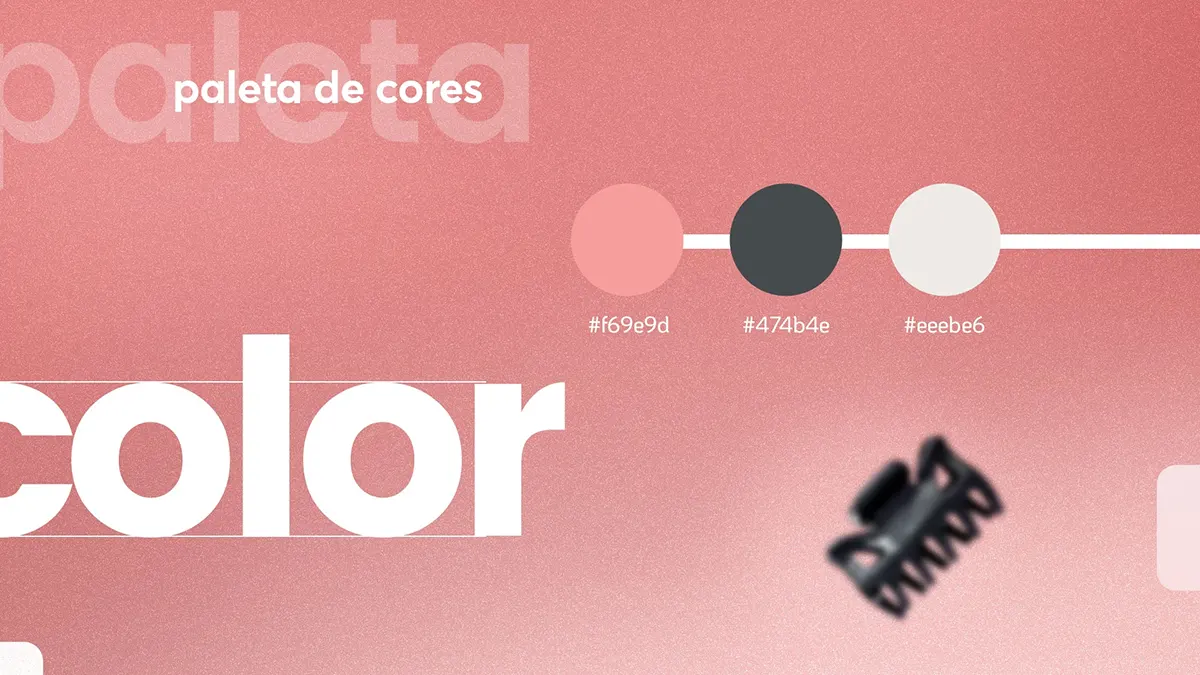 paleta
paleta de cores
#f69e9d
#474b4e
#eeebe6
color